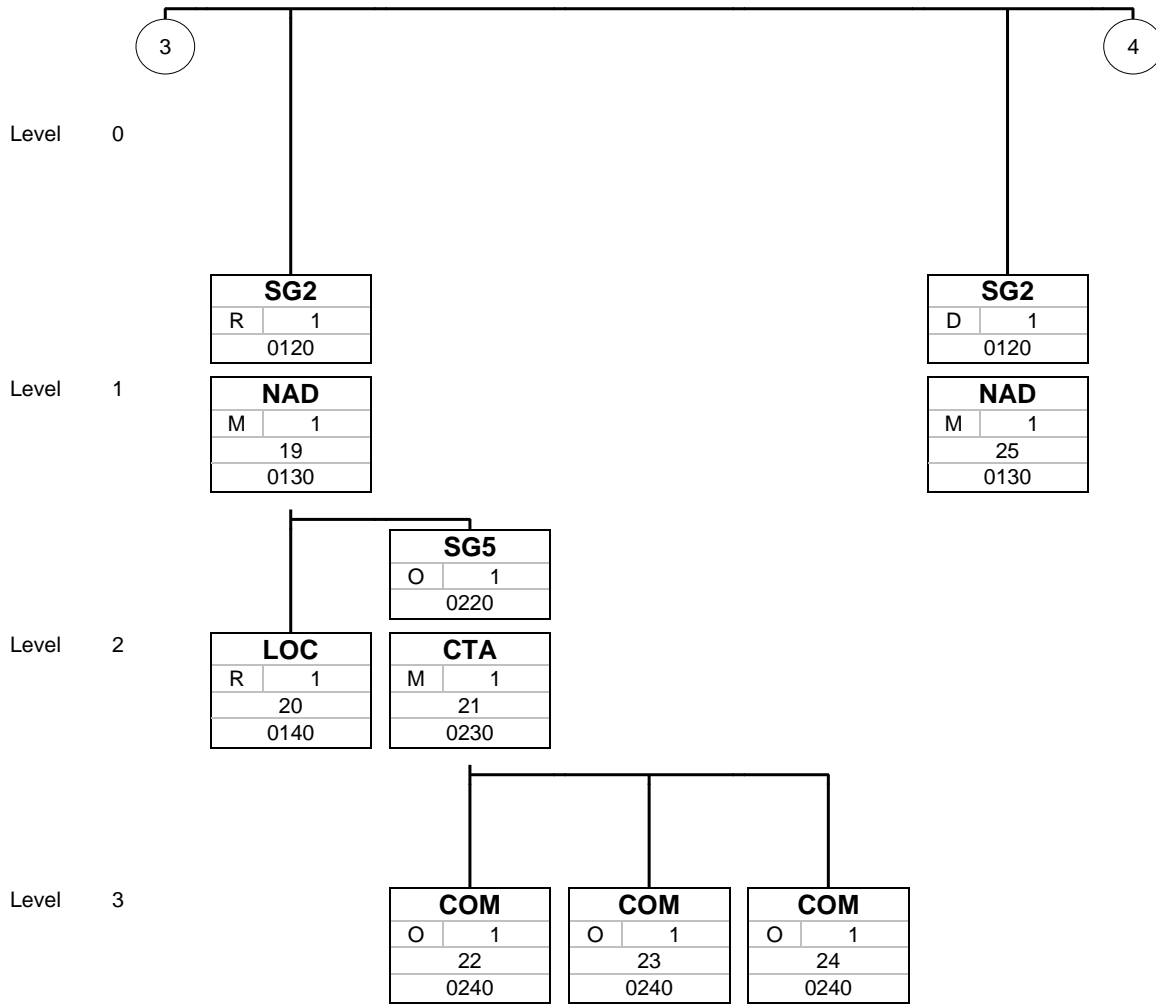 3 4
Level 0
SG2 SG2
R 1 D 1
0120 0120
Level 1
NAD NAD
M 1 M 1
19 25
0130 0130
SG5
O 1
0220
Level 2
LOC CTA
R 1 M 1
20 21
0140 0230
Level 3
COM COM COM
O 1 O 1 O 1
22 23 24
0240 0240 0240